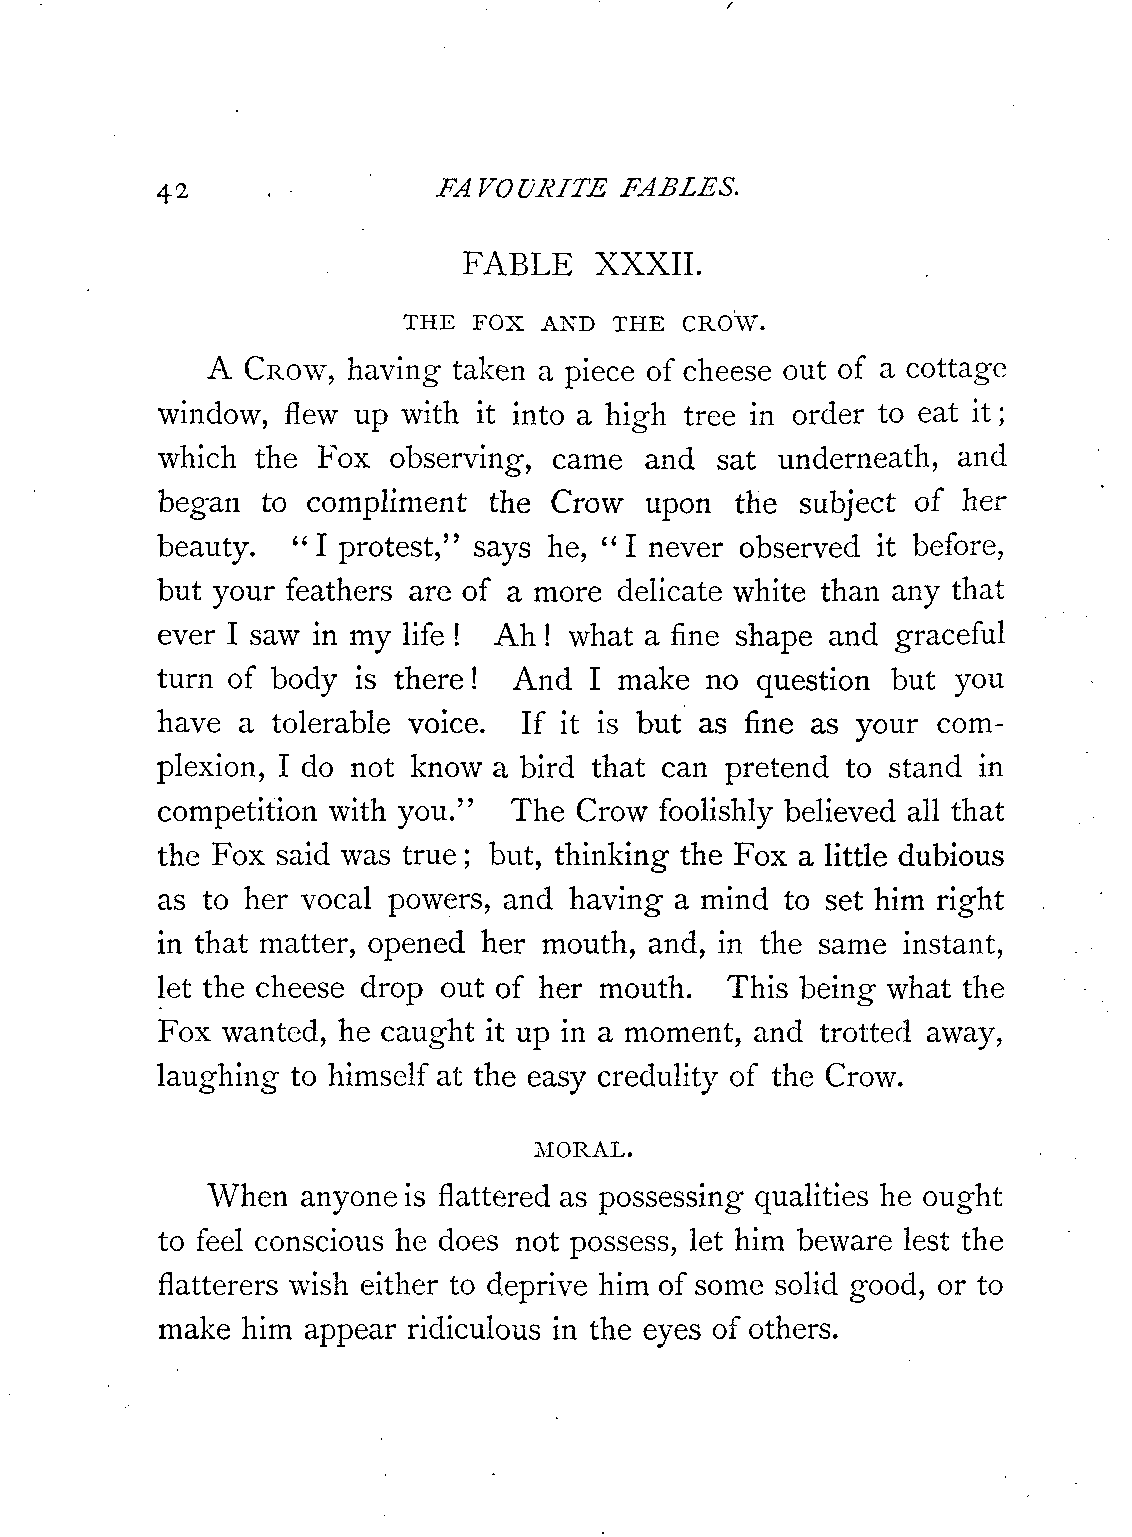 42 FAVOURITE FABLES.
FABLE XXXII.
THE FOX AND THE CROW.
A CROW, having taken a piece of cheese out of a cottage
window, flew up with it into a high tree in order to eat it;
which the Fox observing, came and sat underneath, and
began to compliment the Crow upon the subject of her
beauty. "I protest," says he, "I never observed it before,
but your feathers are of a more delicate white than any that
ever I saw in my life! Ah! what a fine shape and graceful
turn of body is there! And I make no question but you
have a tolerable voice. If it is but as fine as your com-
plexion, I do not know a bird that can pretend to stand in
competition with you." The Crow foolishly believed all that
the Fox said was true; but, thinking the Fox a little dubious
as to her vocal powers, and having a mind to set him right
in that matter, opened her mouth, and, in the same instant,
let the cheese drop out of her mouth. This being what the
Fox wanted, he caught it up in a moment, and trotted away,
laughing to himself at the easy credulity of the Crow.
MORAL.
When anyone is flattered as possessing qualities he ought
to feel conscious he does not possess, let him beware lest the
flatterers wish either to deprive him of some solid good, or to
make him appear ridiculous in the eyes of others.